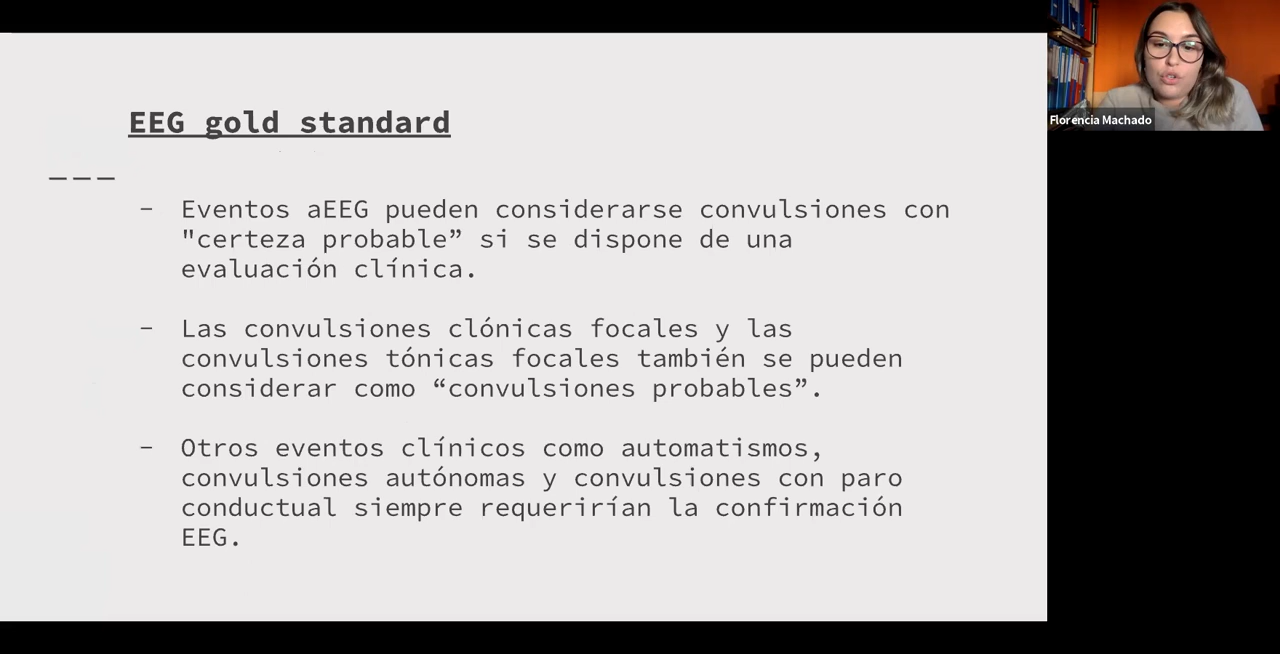 EEG gold standard
- Eventos aEEG pueden considerarse convulsiones con
"certeza probable” si se dispone de una
evaluación clínica.
- Las convulsiones clónicas focales y las
convulsiones tónicas focales también se pueden
considerar como “convulsiones probables”.
- Otros eventos clínicos como automatismos,
convulsiones autónomas y convulsiones con paro
conductual siempre requerirían la confirmación
EEG.
Florencia Machado